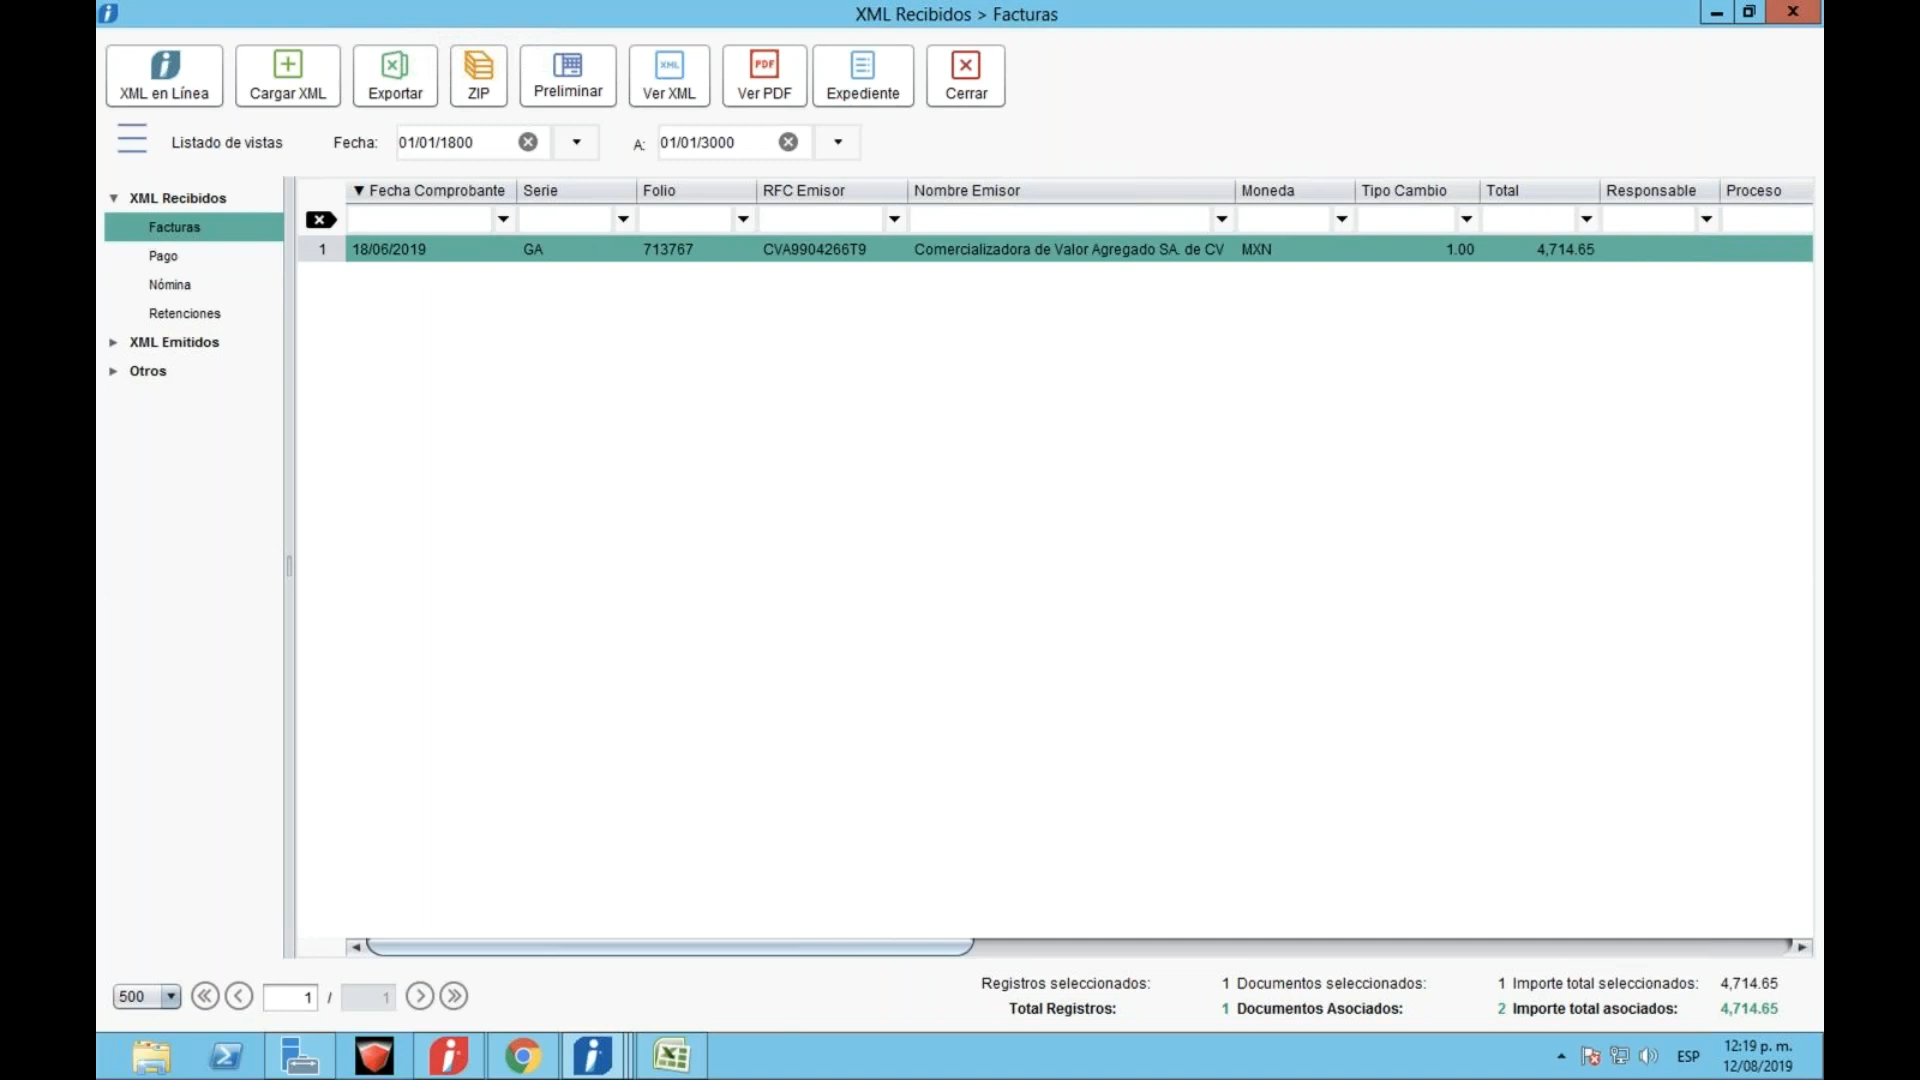 XML Recibidos > Facturas
XML en Línea Cargar XML Exportar ZIP Preliminar Ver XML Ver PDF Expediente Cerrar
Listado de vistas Fecha: 01/01/1800 A: 01/01/3000
XML Recibidos
Facturas
Pago
Nómina
Retenciones
XML Emitidos
Otros
Fecha Comprobante Serie Folio RFC Emisor Nombre Emisor Moneda Tipo Cambio Total Responsable Proceso
1 18/06/2019 GA 713767 CVA9904266T9 Comercializadora de Valor Agregado SA. de CV MXN 1.00 4,714.65
500 1 / 1
Registros seleccionados: 1 Documentos seleccionados: 1 Importe total seleccionados: 4,714.65
Total Registros: 1 Documentos Asociados: 2 Importe total asociados: 4,714.65
ESP 12:19 p. m.
12/08/2019